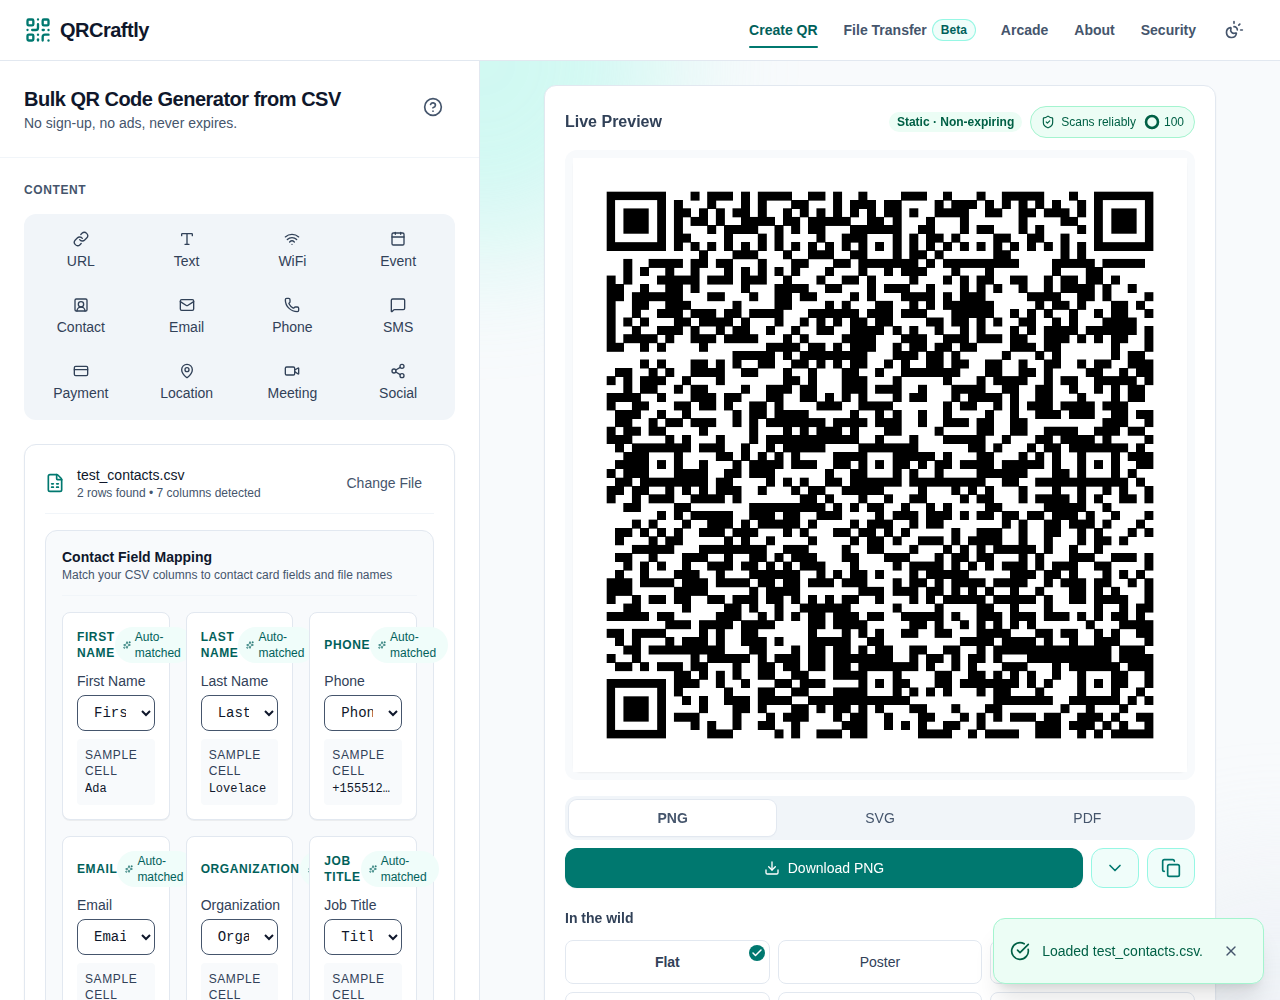 QRCraftly
Create QR
File Transfer
Beta
Arcade
About
Security
Bulk QR Code Generator from CSV
No sign-up, no ads, never expires.
CONTENT
URL
Text
WiFi
Event
Contact
Email
Phone
SMS
Payment
Location
Meeting
Social
test_contacts.csv
2 rows found • 7 columns detected
Change File
Contact Field Mapping
Match your CSV columns to contact card fields and file names
FIRST
NAME
Auto-
matched
First Name
Firs
SAMPLE
CELL
Ada
LAST
NAME
Auto-
matched
Last Name
Last
SAMPLE
CELL
Lovelace
PHONE
Auto-
matched
Phone
Phon
SAMPLE
CELL
+155512…
EMAIL
Auto-
matched
Email
Emai
SAMPLE
CELL
ORGANIZATION
Organization
Orga
SAMPLE
CELL
JOB
TITLE
Auto-
matched
Job Title
Titl
SAMPLE
CELL
Live Preview
Static · Non-expiring
Scans reliably
100
PNG
SVG
PDF
Download PNG
In the wild
Flat
Poster
Loaded test_contacts.csv.